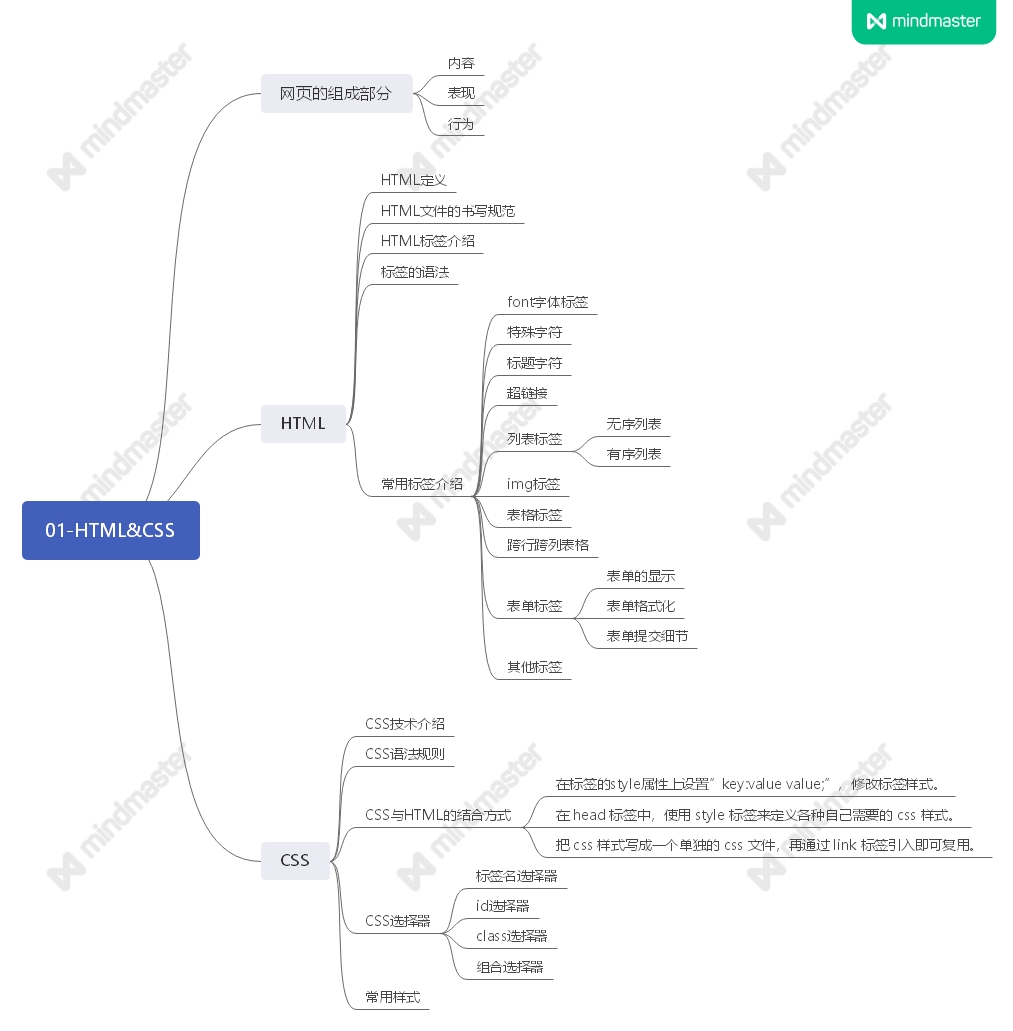 mindmaster
01-HTML&CSS
网页的组成部分
内容
表现
行为
HTML
HTML定义
HTML文件的书写规范
HTML标签介绍
标签的语法
常用标签介绍
font字体标签
特殊字符
标题字符
超链接
列表标签
无序列表
有序列表
img标签
表格标签
跨行跨列表格
表单标签
表单的显示
表单格式化
表单提交细节
其他标签
CSS
CSS技术介绍
CSS语法规则
CSS与HTML的结合方式
在标签的style属性上设置”key:value value;”，修改标签样式。
在 head 标签中，使用 style 标签来定义各种自己需要的 css 样式。
把 css 样式写成一个单独的 css 文件，再通过 link 标签引入即可复用。
CSS选择器
标签名选择器
id选择器
class选择器
组合选择器
常用样式
mindmaster
mindmaster
mindmaster
mindmaster
mindmaster
mindmaster
mindmaster
mindmaster
mindmaster